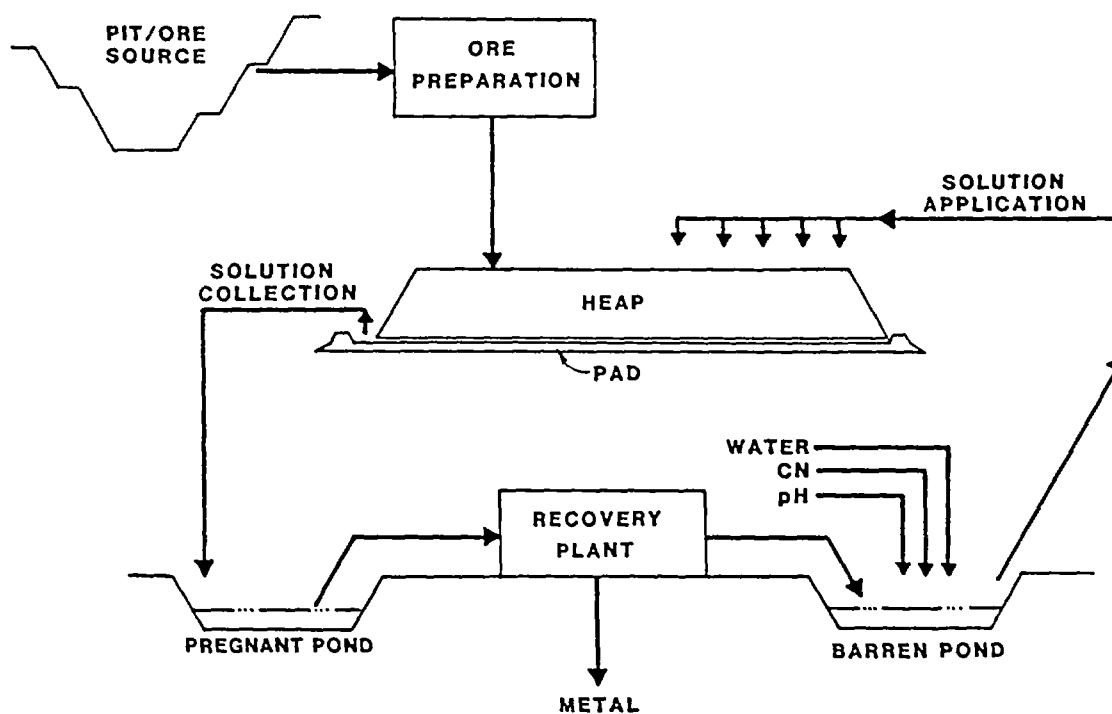 PIT/ORE
SOURCE
ORE
PREPARATION
SOLUTION
APPLICATION
SOLUTION
COLLECTION
HEAP
PAD
WATER
CN
pH
RECOVERY
PLANT
PREGNANT POND
BARREN POND
METAL